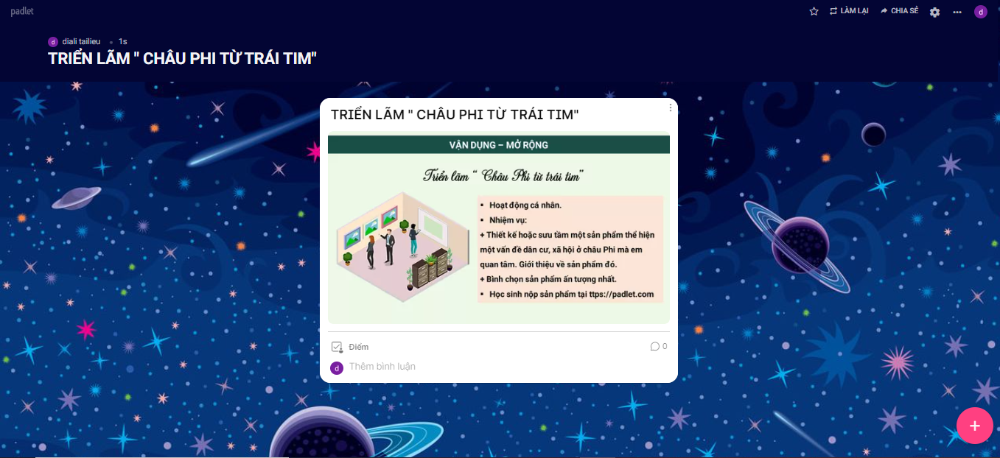 padlet
LÀM LẠI
CHIA SẺ
d
d
diali tailieu
1s
TRIỂN LÃM " CHÂU PHI TỪ TRÁI TIM"
TRIỂN LÃM " CHÂU PHI TỪ TRÁI TIM"
VẬN DỤNG – MỞ RỘNG
Triển lãm “ Châu Phi từ trái tim”
▪ Hoạt động cá nhân.
▪ Nhiệm vụ:
+ Thiết kế hoặc sưu tầm một sản phẩm thể hiện
một vấn đề dân cư, xã hội ở châu Phi mà em
quan tâm. Giới thiệu về sản phẩm đó.
+ Bình chọn sản phẩm ấn tượng nhất.
▪ Học sinh nộp sản phẩm tại ttps://padlet.com
Điểm
0
d
Thêm bình luận